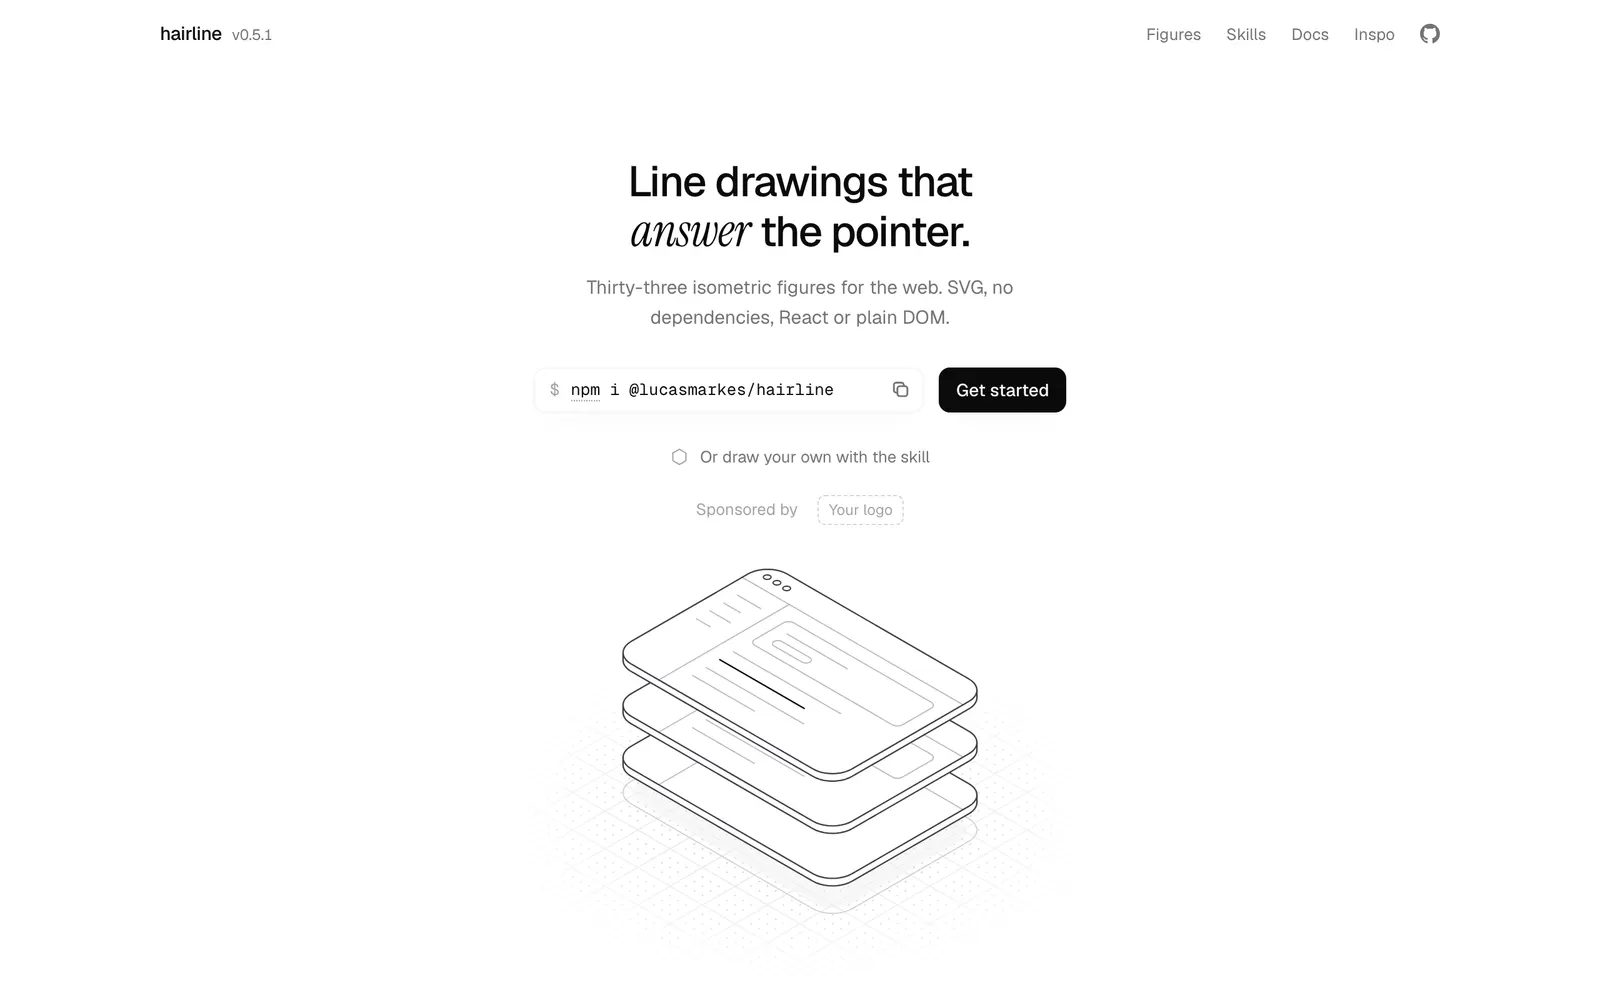 hairline v0.5.1
Figures Skills Docs Inspo
Line drawings that
answer the pointer.
Thirty-three isometric figures for the web. SVG, no
dependencies, React or plain DOM.
$ npm i @lucasmarkes/hairline
Get started
Or draw your own with the skill
Sponsored by Your logo